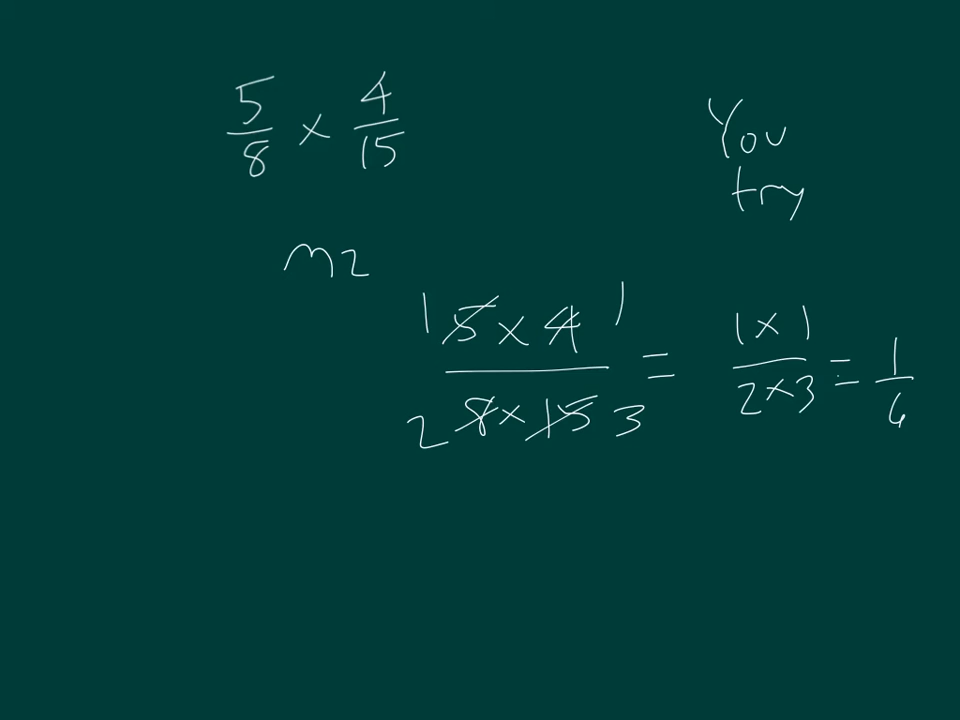 5/8 x 4/15
You
try
m2
1 5 x 4 1 / 2 8 x 15 3 = 1 x 1 / 2 x 3 = 1/6